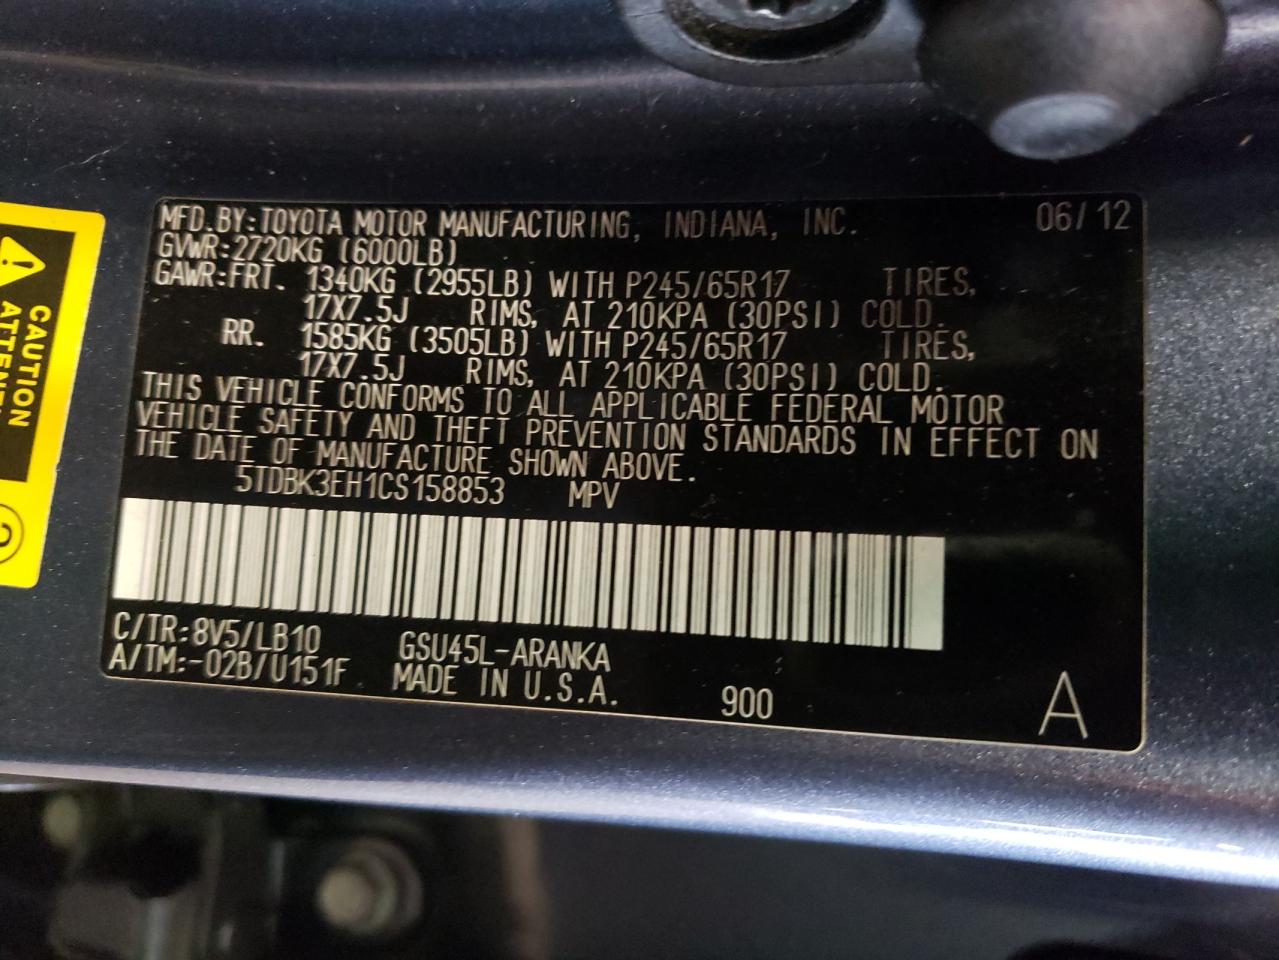 MFD.BY:TOYOTA MOTOR MANUFACTURING, INDIANA, INC. 06/12
GVWR:2720KG (6000LB)
GAWR:FRT. 1340KG (2955LB) WITH P245/65R17 TIRES,
17X7.5J RIMS, AT 210KPA (30PSI) COLD.
RR. 1585KG (3505LB) WITH P245/65R17 TIRES,
17X7.5J RIMS, AT 210KPA (30PSI) COLD.
THIS VEHICLE CONFORMS TO ALL APPLICABLE FEDERAL MOTOR
VEHICLE SAFETY AND THEFT PREVENTION STANDARDS IN EFFECT ON
THE DATE OF MANUFACTURE SHOWN ABOVE.
5TDBK3EH1CS158853 MPV
C/TR:8V5/LB10 GSU45L-ARANKA
A/TM:-02B/U151F MADE IN U.S.A. 900 A
CAUTION